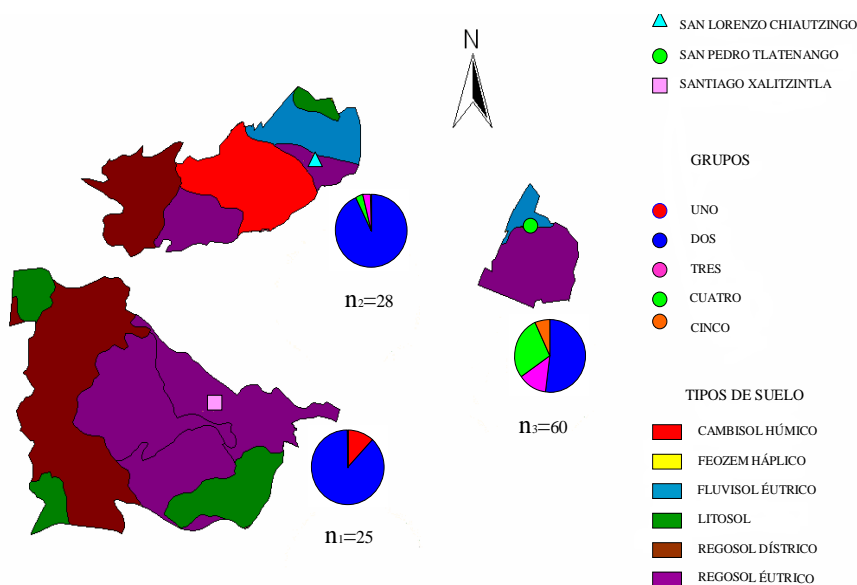 SAN LORENZO CHIAUTZINGO
SAN PEDRO TLATENANGO
SANTIAGO XALITZINTLA
N
GRUPOS
UNO
DOS
TRES
CUATRO
CINCO
n₂=28
n₃=60
n₁=25
TIPOS DE SUELO
CAMBISOL HÚMICO
FEOZEM HÁPLICO
FLUVISOL ÉUTRICO
LITOSOL
REGOSOL DÍSTRICO
REGOSOL ÉUTRICO